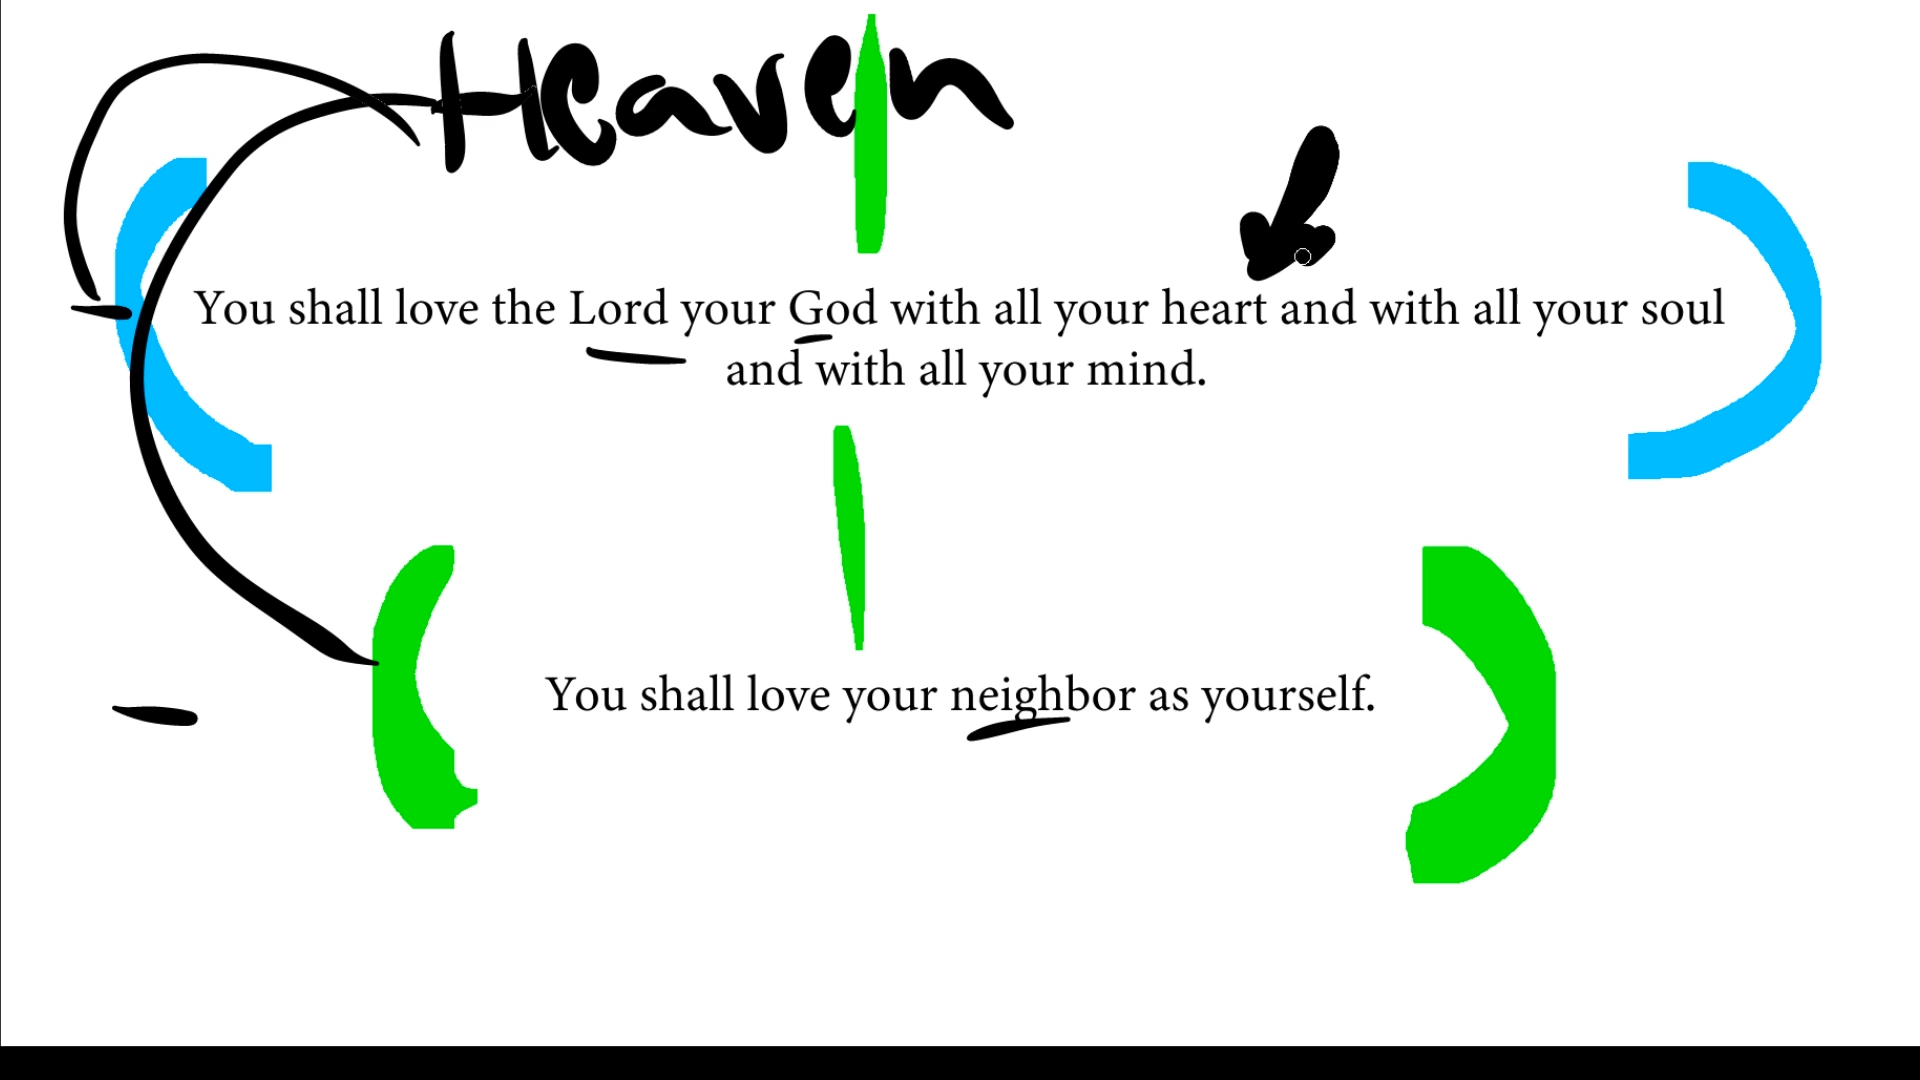 Heaven
You shall love the Lord your God with all your heart and with all your soul
and with all your mind.
You shall love your neighbor as yourself.